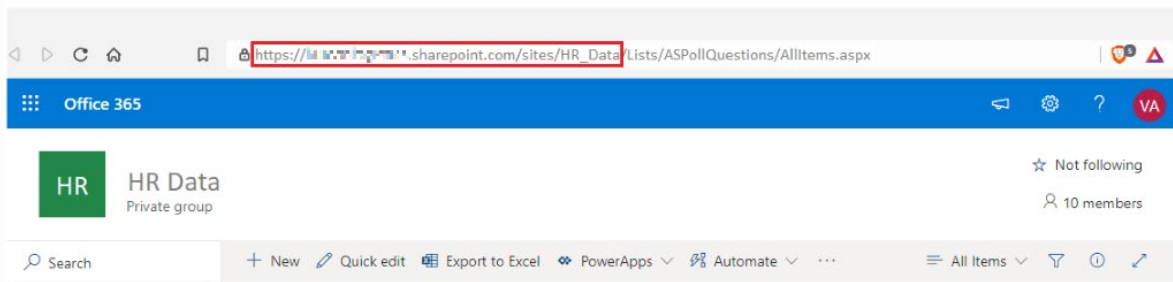 https:// .sharepoint.com/sites/HR_Data/Lists/ASPollQuestions/AllItems.aspx 5
Office 365 ? VA
HR HR Data
Private group
Not following
10 members
Search New Quick edit Export to Excel PowerApps Automate ··· All Items